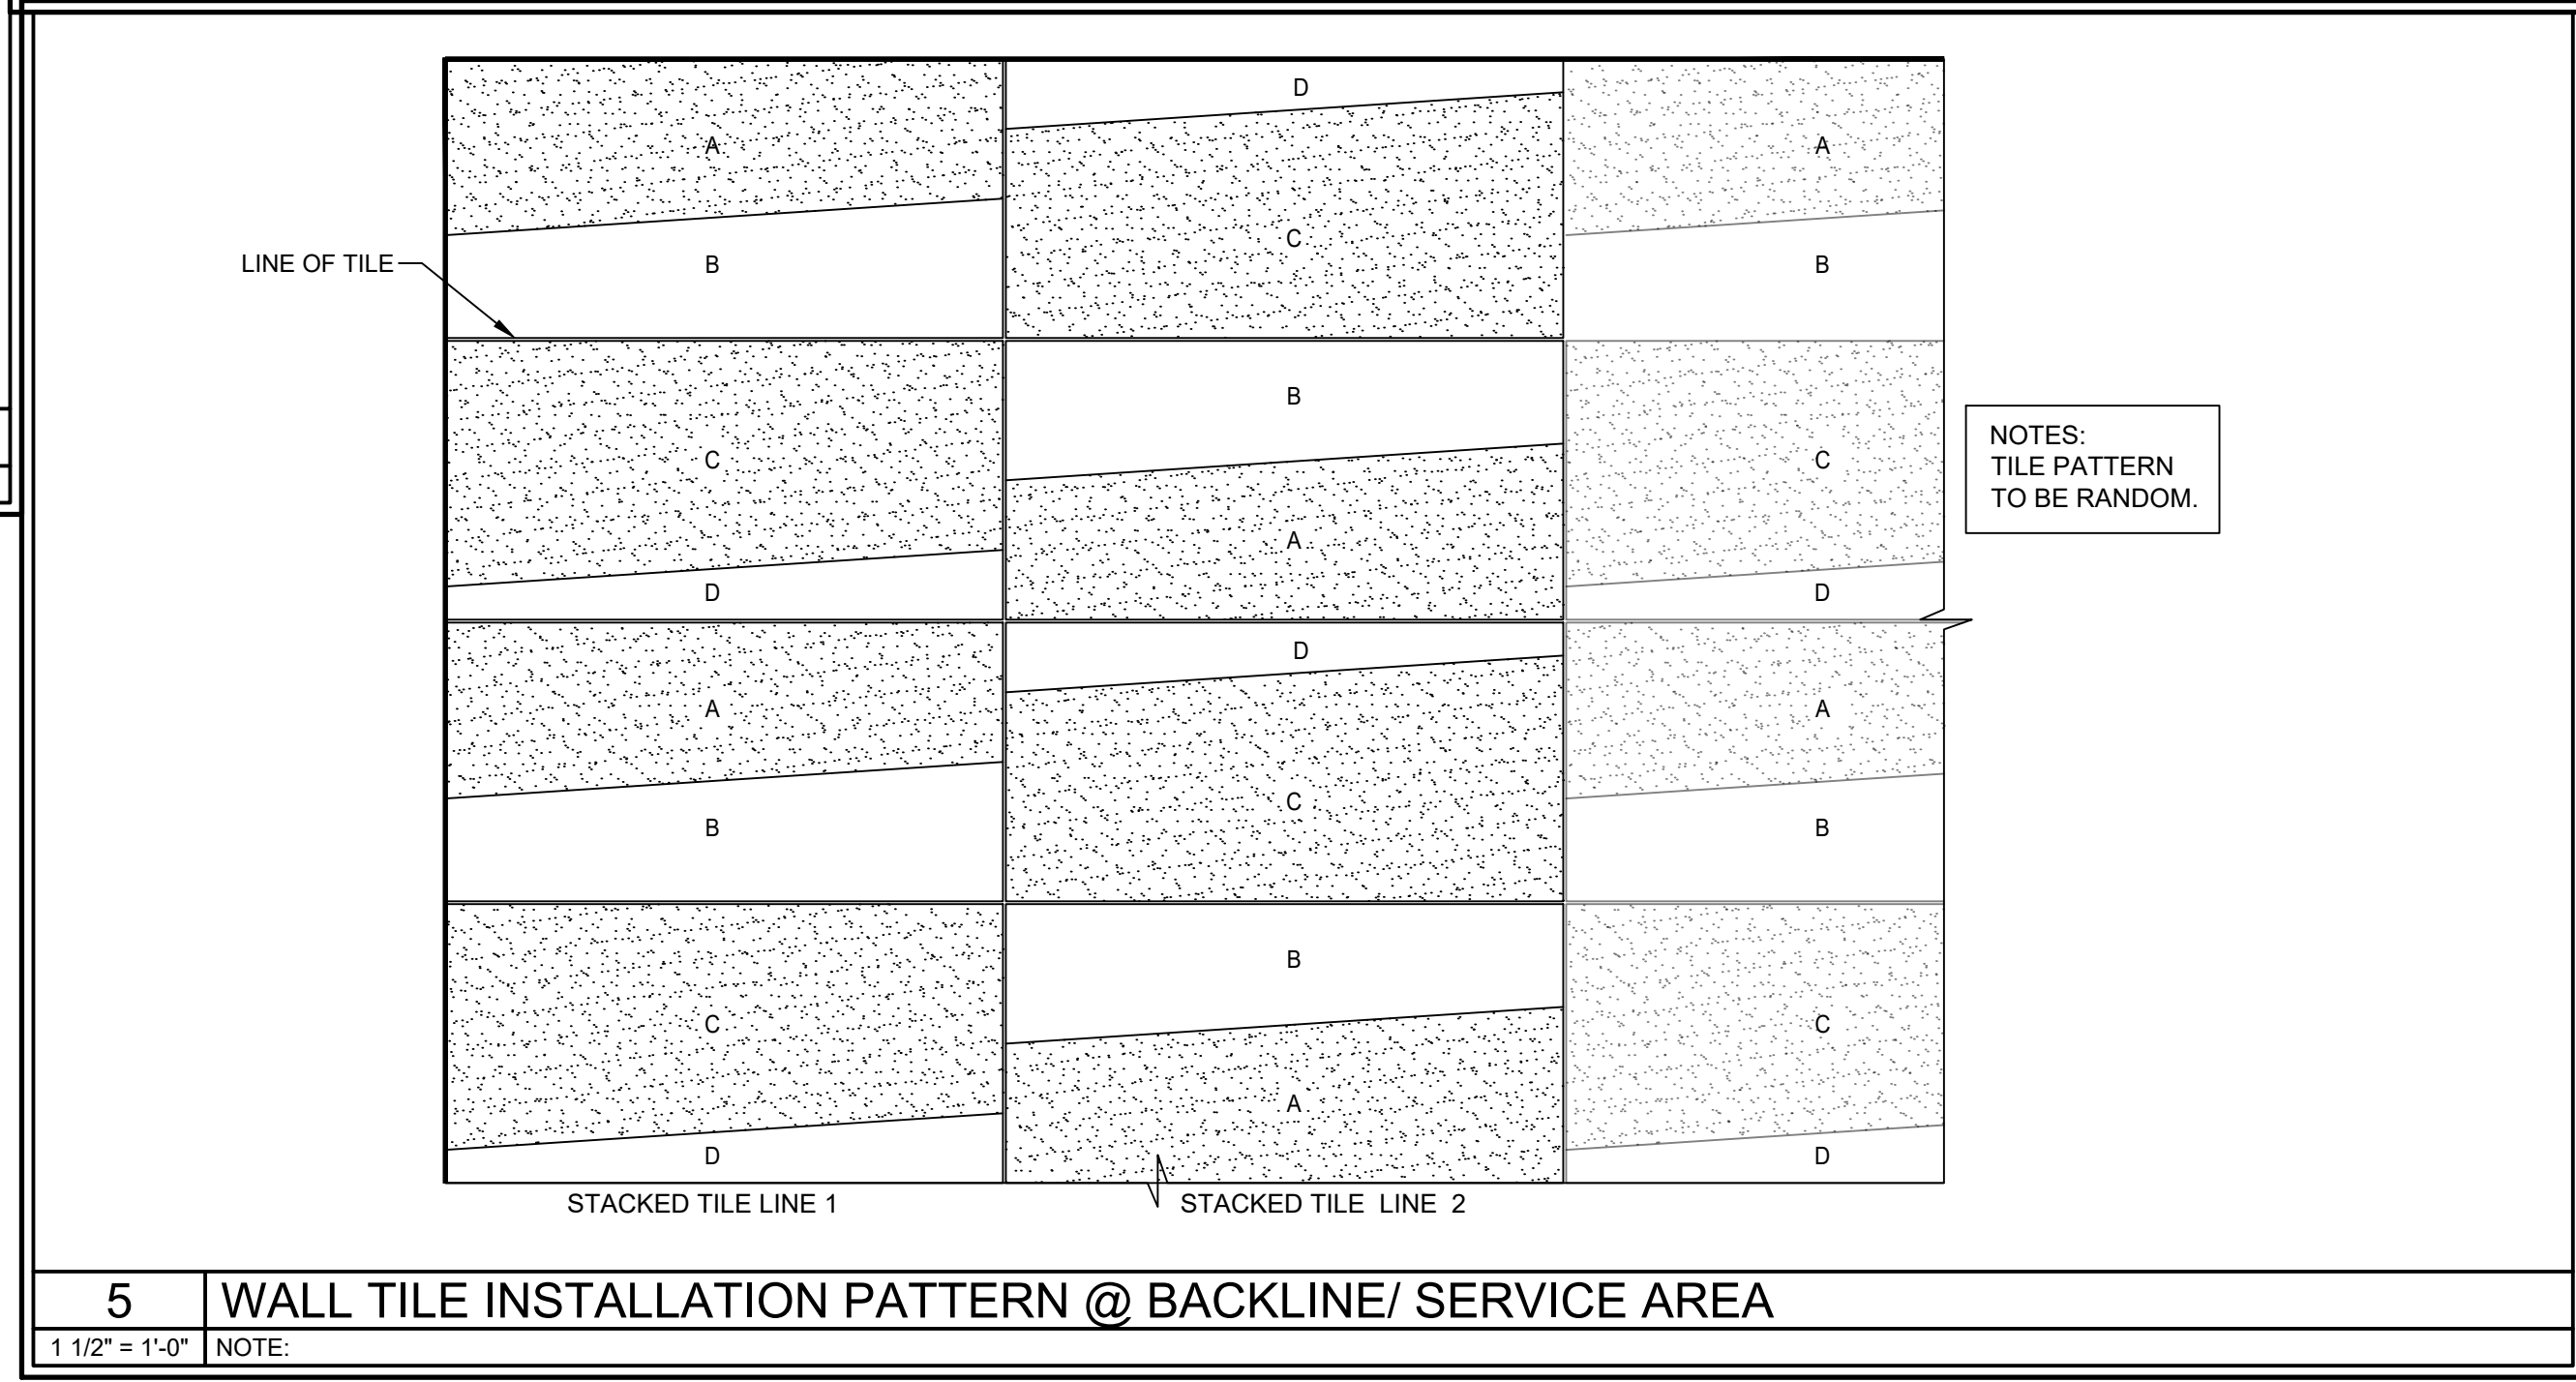 A
D
A
C
B
B
LINE OF TILE
B
C
C
A
D
D
NOTES:
TILE PATTERN
TO BE RANDOM.
D
A
A
C
B
B
B
C
C
A
D
D
STACKED TILE LINE 1
STACKED TILE  LINE  2
5
WALL TILE INSTALLATION PATTERN @ BACKLINE/ SERVICE AREA
1 1/2" = 1'-0"
NOTE: